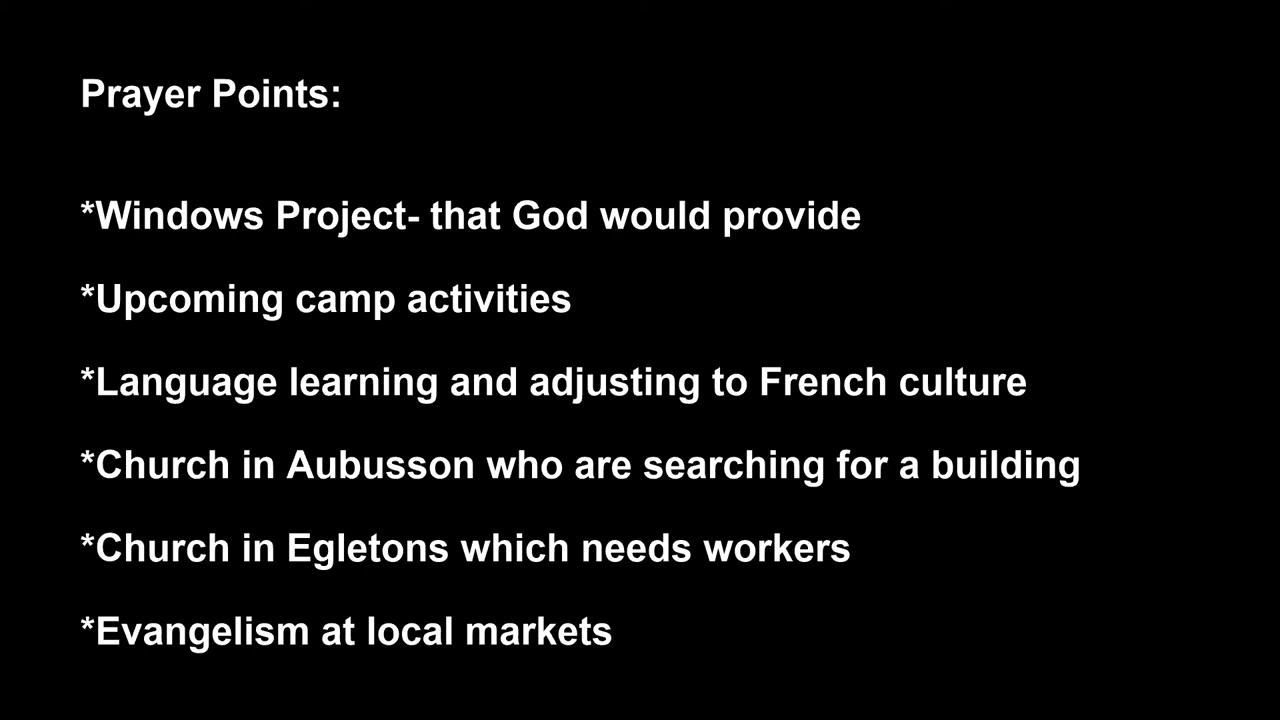 Prayer Points:
*Windows Project- that God would provide
*Upcoming camp activities
*Language learning and adjusting to French culture
*Church in Aubusson who are searching for a building
*Church in Egletons which needs workers
*Evangelism at local markets